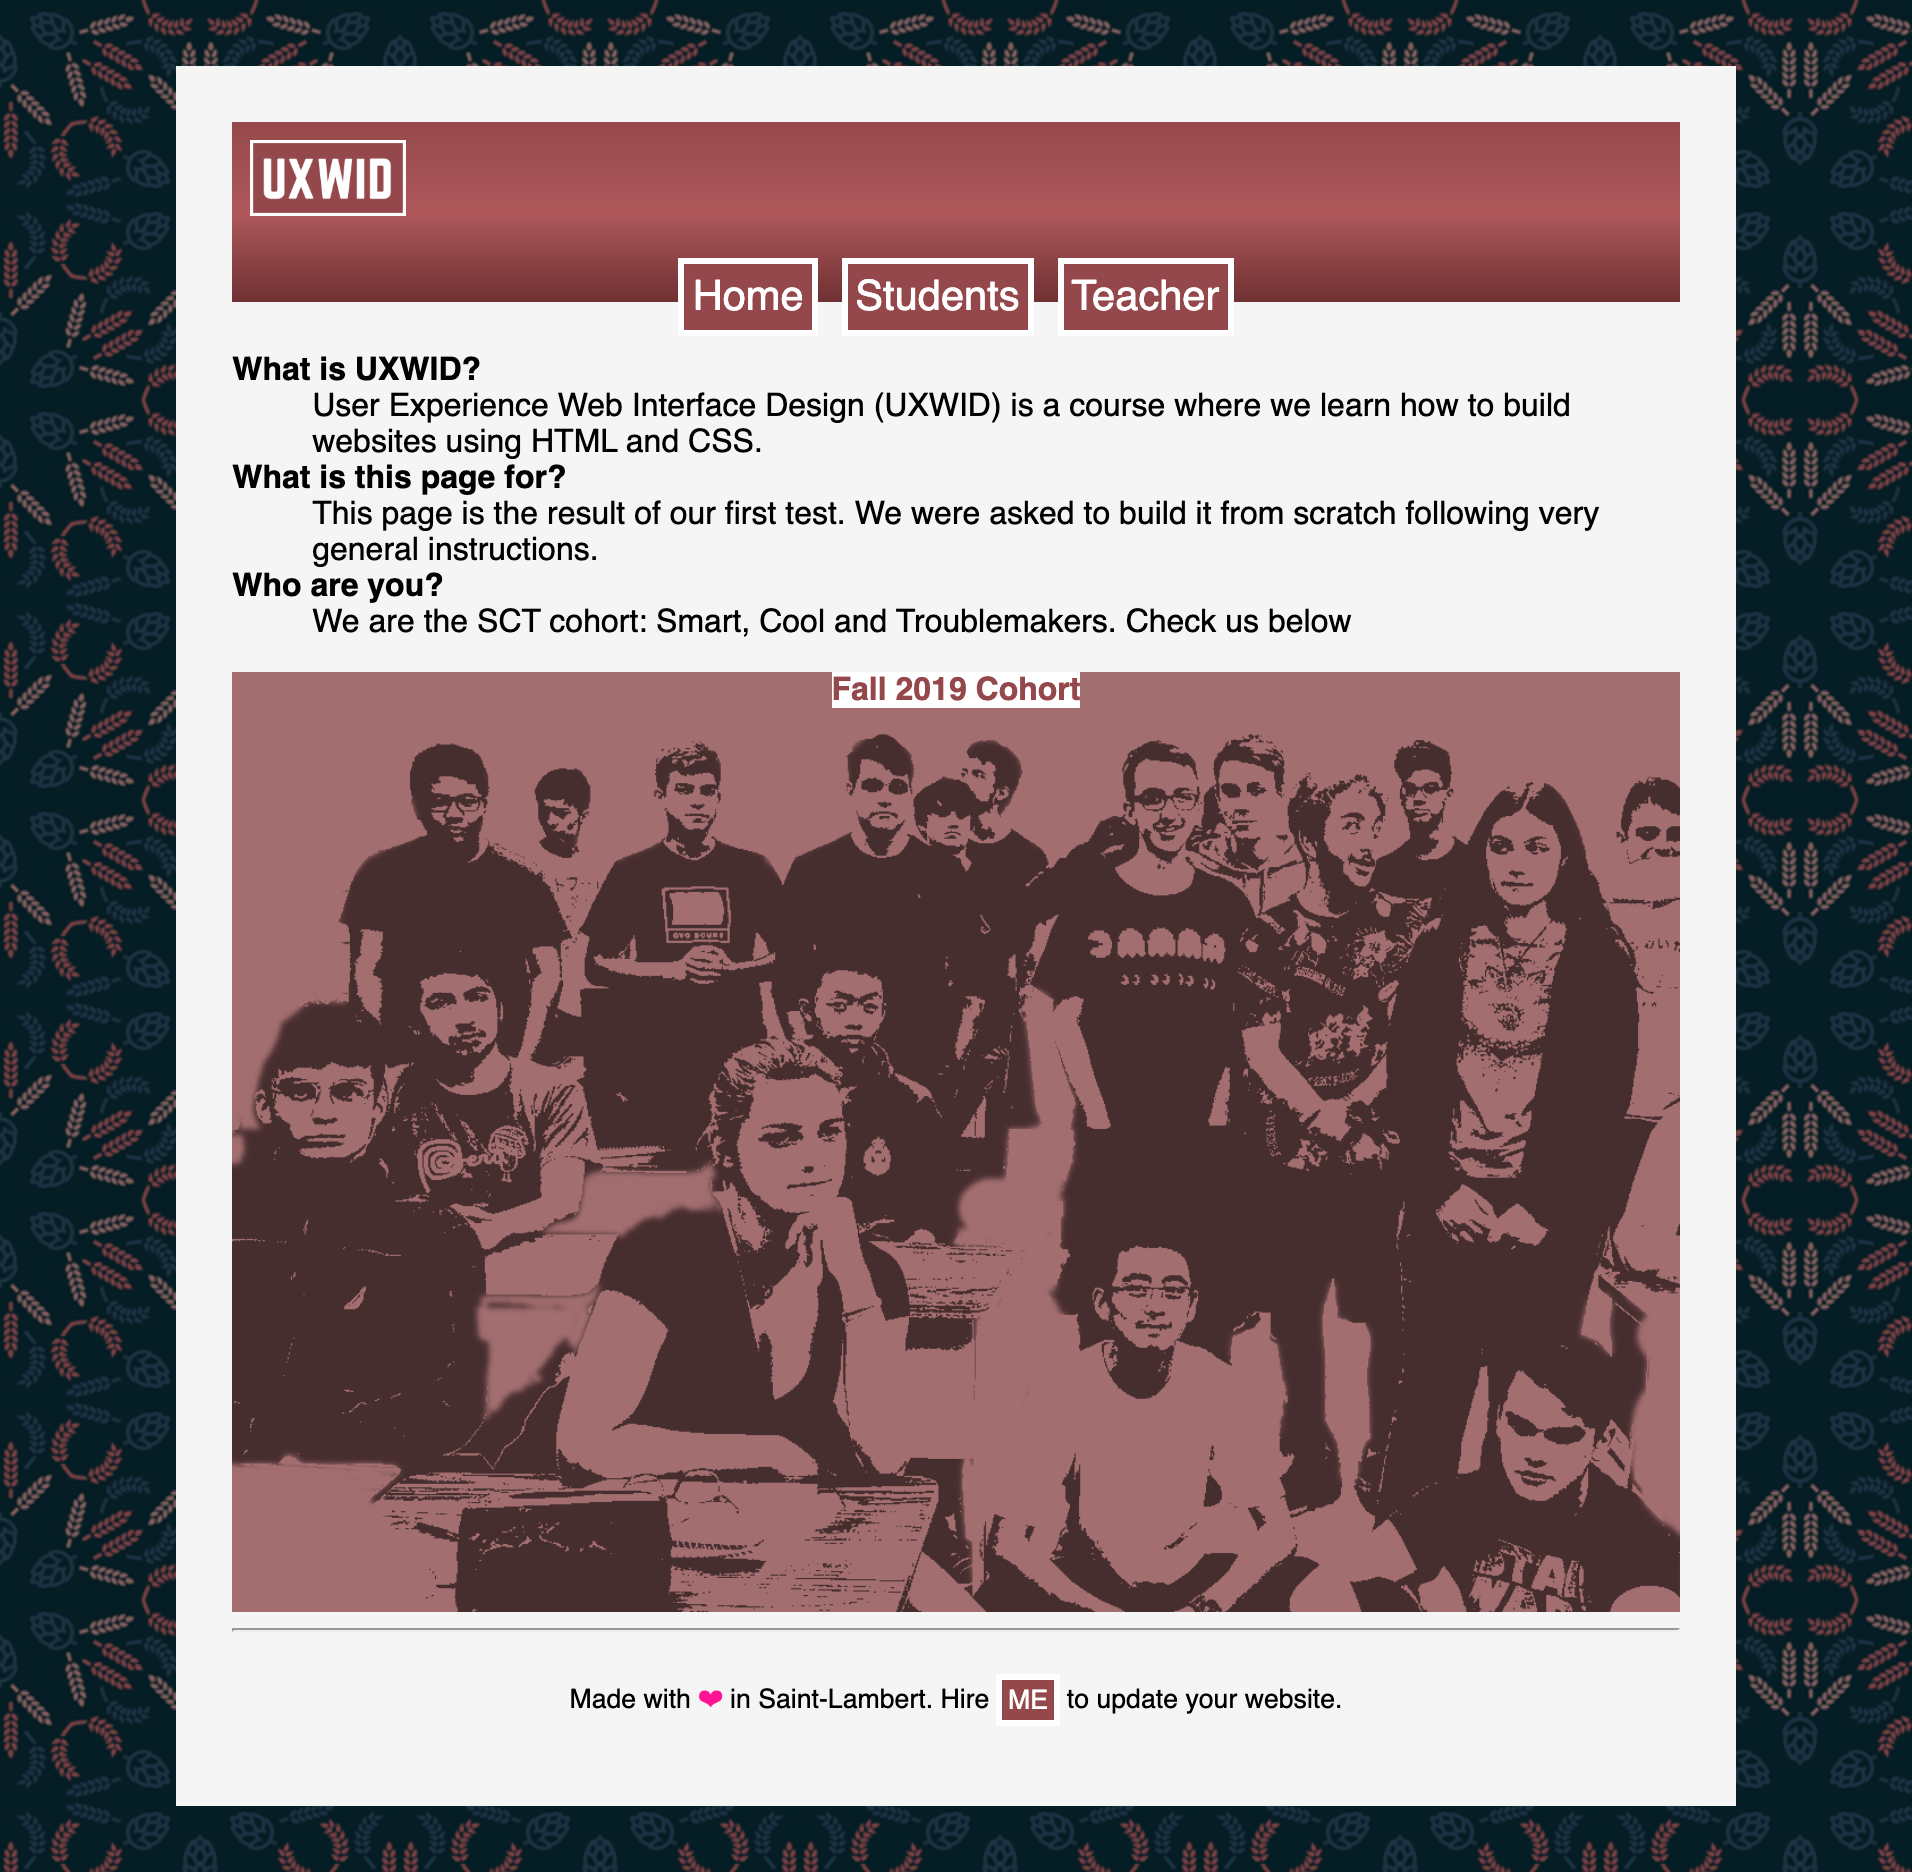 UXWID
Home Students Teacher
What is UXWID?
User Experience Web Interface Design (UXWID) is a course where we learn how to build
websites using HTML and CSS.
What is this page for?
This page is the result of our first test. We were asked to build it from scratch following very
general instructions.
Who are you?
We are the SCT cohort: Smart, Cool and Troublemakers. Check us below
Fall 2019 Cohort
Made with ❤ in Saint-Lambert. Hire ME to update your website.